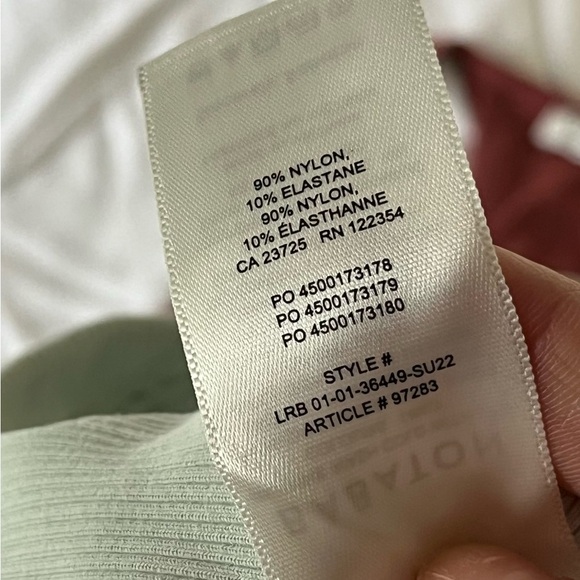 90% NYLON,
10% ELASTANE
90% NYLON,
10% ÉLASTHANNE
CA 23725 RN 122354
PO 4500173178
PO 4500173179
PO 4500173180
STYLE #
LRB 01-01-36449-SU22
ARTICLE # 97283
BABATON